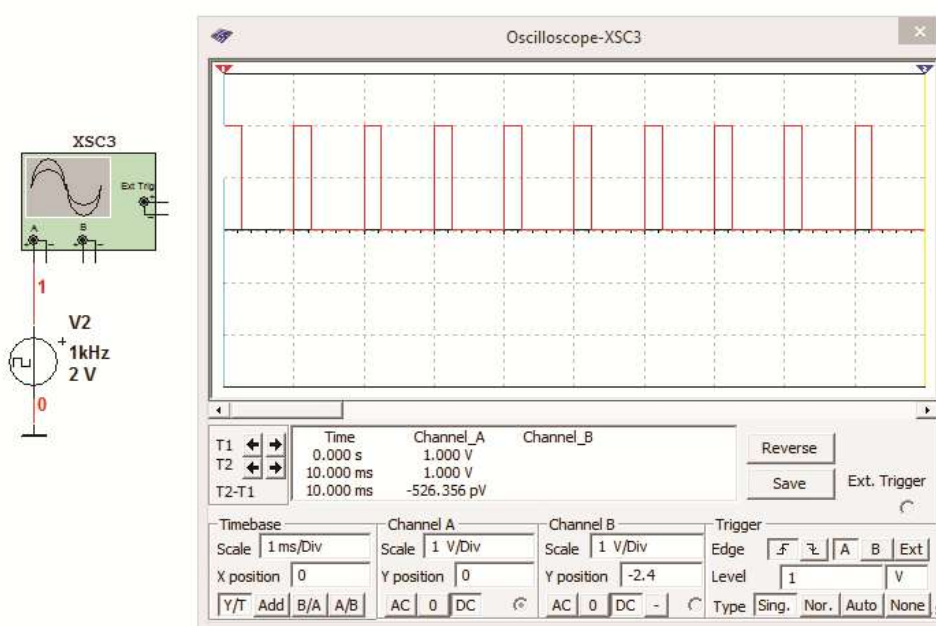 Oscilloscope-XSC3
×
1
2
XSC3
Ext Trig
+
-
A
B
+ - + -
1
V2
+
1kHz
2 V
0
Time Channel_A Channel_B
T1 0.000 s 1.000 V
T2 10.000 ms 1.000 V
T2-T1 10.000 ms -526.356 pV
Reverse
Save
Ext. Trigger
Timebase
Scale 1 ms/Div
X position 0
Y/T Add B/A A/B
Channel A
Scale 1 V/Div
Y position 0
AC 0 DC
Channel B
Scale 1 V/Div
Y position -2.4
AC 0 DC -
Trigger
Edge A B Ext
Level 1 V
Type Sing. Nor. Auto None